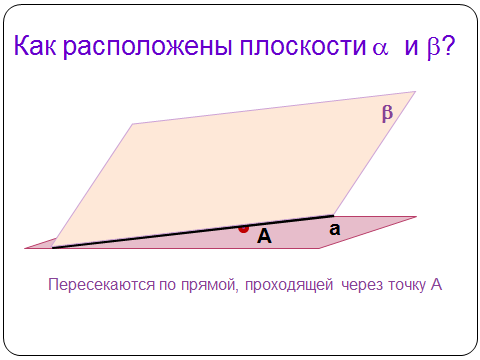 Как расположены плоскости α и β?
β
а
А
Пересекаются по прямой, проходящей через точку А